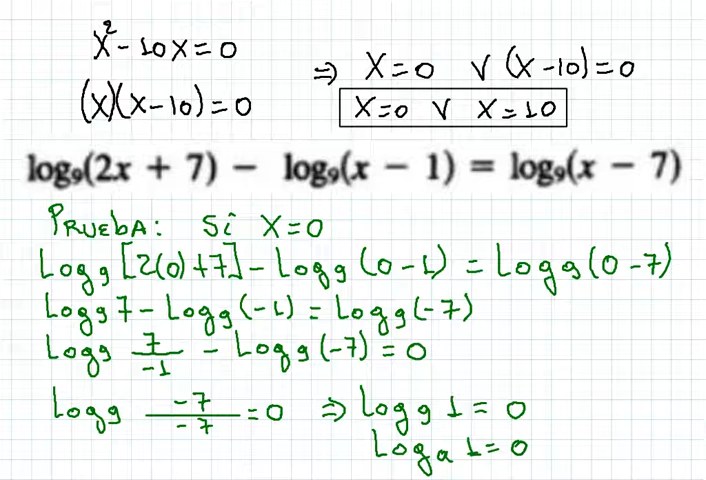 x² - 10x = 0
(x)(x-10) = 0
⇒ x=0 ∨ (x-10)=0
x=0 ∨ x=10
log₉(2x + 7) − log₉(x − 1) = log₉(x − 7)
PRUEBA: Si x=0
Log₉ [2(0)+7] - Log₉ (0-1) = Log₉ (0-7)
Log₉ 7 - Log₉ (-1) = Log₉ (-7)
Log₉ 7/-1 - Log₉ (-7) = 0
Log₉ -7/-7 = 0 ⇒ Log₉ 1 = 0
Logₐ 1 = 0